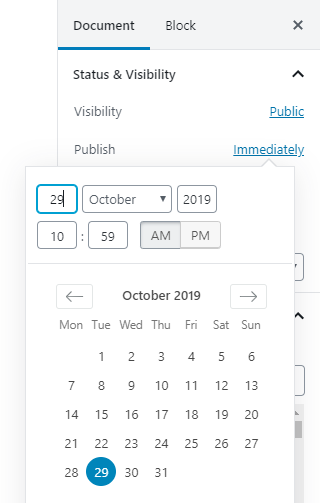 Document Block ×
Status & Visibility
Visibility Public
Publish Immediately
29 October 2019
10 : 59 AM PM
October 2019
Mon Tue Wed Thu Fri Sat Sun
1 2 3 4 5 6
7 8 9 10 11 12 13
14 15 16 17 18 19 20
21 22 23 24 25 26 27
28 29 30 31